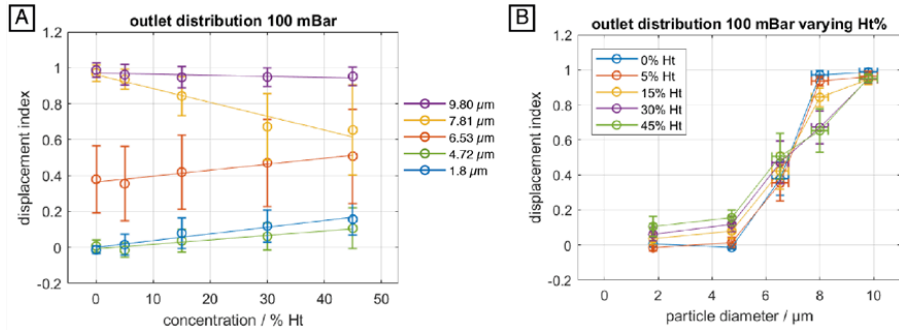 A
outlet distribution 100 mBar
displacement index
1
0.8
0.6
0.4
0.2
0
-0.2
0 10 20 30 40 50
concentration / % Ht
9.80 µm
7.81 µm
6.53 µm
4.72 µm
1.8 µm
B
outlet distribution 100 mBar varying Ht%
displacement index
1.2
1
0.8
0.6
0.4
0.2
0
-0.2
0% Ht
5% Ht
15% Ht
30% Ht
45% Ht
0 2 4 6 8 10
particle diameter / µm